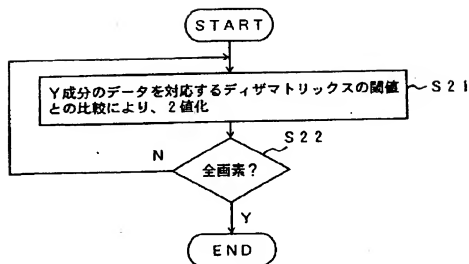 START
Y成分のデータを対応するディザマトリックスの閾値
との比較により、2値化
S21
S22
N
全画素?
Y
END